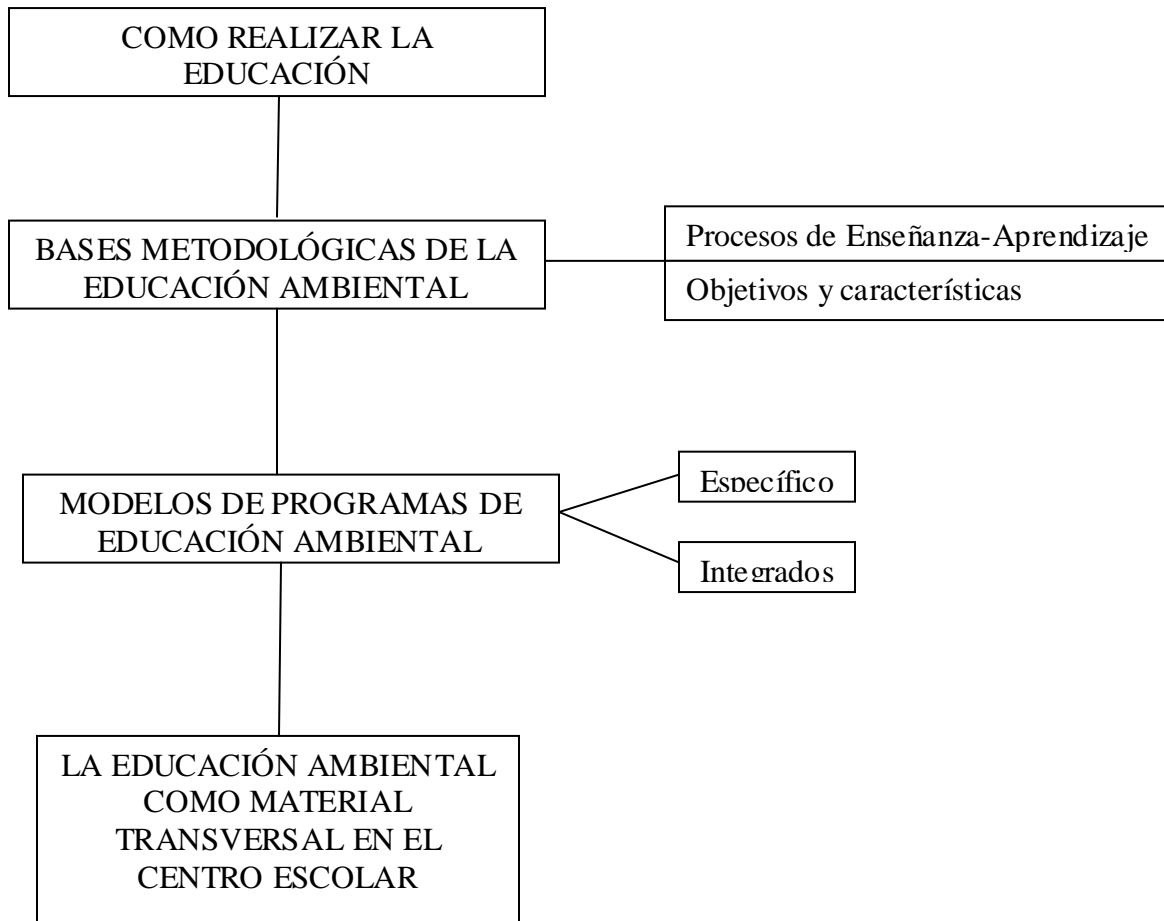 COMO REALIZAR LA
EDUCACIÓN
BASES METODOLÓGICAS DE LA
EDUCACIÓN AMBIENTAL
Procesos de Enseñanza-Aprendizaje
Objetivos y características
MODELOS DE PROGRAMAS DE
EDUCACIÓN AMBIENTAL
Específico
Integrados
LA EDUCACIÓN AMBIENTAL
COMO MATERIAL
TRANSVERSAL EN EL
CENTRO ESCOLAR